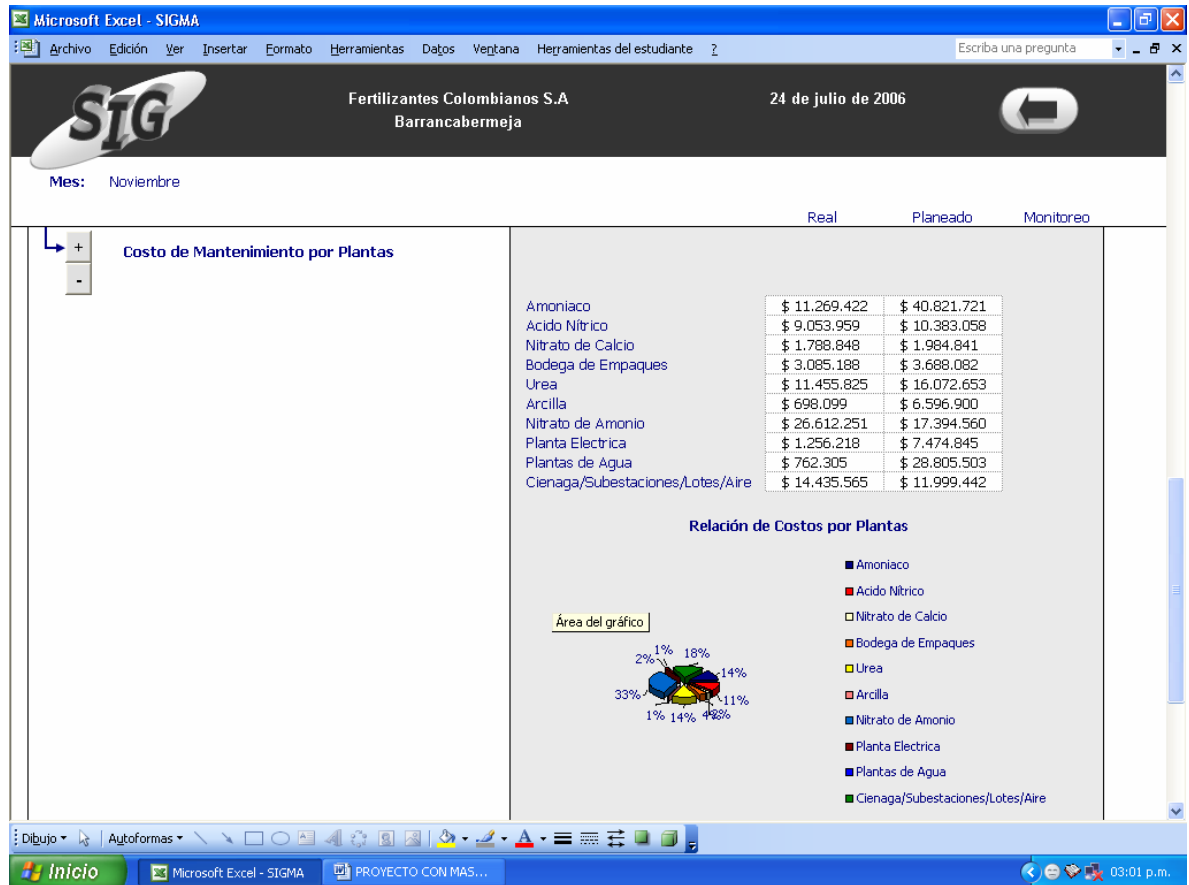 Microsoft Excel - SIGMA
Archivo Edición Ver Insertar Formato Herramientas Datos Ventana Herramientas del estudiante ? Escriba una pregunta
SIG
Fertilizantes Colombianos S.A 24 de julio de 2006
Barrancabermeja
Mes: Noviembre
Real Planeado Monitoreo
+ Costo de Mantenimiento por Plantas
-
Amoniaco $ 11.269.422 $ 40.821.721
Acido Nítrico $ 9.053.959 $ 10.383.058
Nitrato de Calcio $ 1.788.848 $ 1.984.841
Bodega de Empaques $ 3.085.188 $ 3.688.082
Urea $ 11.455.825 $ 16.072.653
Arcilla $ 698.099 $ 6.596.900
Nitrato de Amonio $ 26.612.251 $ 17.394.560
Planta Electrica $ 1.256.218 $ 7.474.845
Plantas de Agua $ 762.305 $ 28.805.503
Cienaga/Subestaciones/Lotes/Aire $ 14.435.565 $ 11.999.442
Relación de Costos por Plantas
Amoniaco
Acido Nítrico
Nitrato de Calcio
Área del gráfico
Bodega de Empaques
2% 1% 18%
Urea
14%
33%
Arcilla
11%
1% 14%
Nitrato de Amonio
Planta Electrica
Plantas de Agua
Cienaga/Subestaciones/Lotes/Aire
Dibujo Autoformas A
Inicio Microsoft Excel - SIGMA PROYECTO CON MAS... 03:01 p.m.